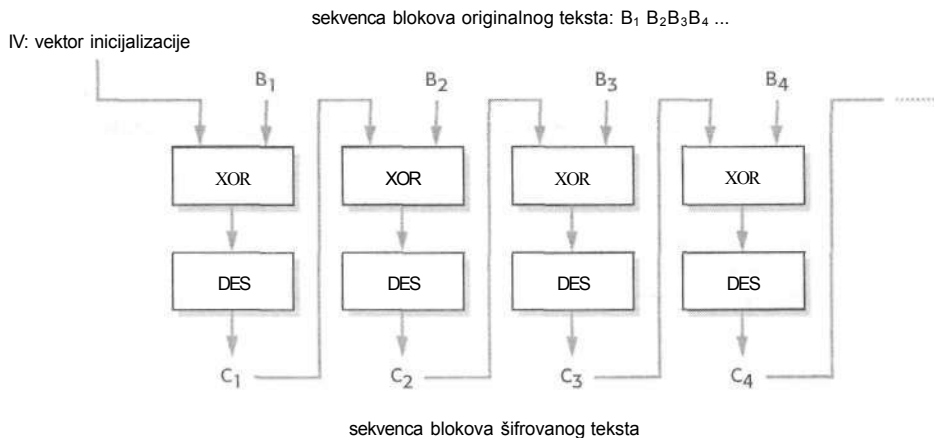 sekvenca blokova originalnog teksta: B₁ B₂B₃B₄ ...
IV: vektor inicijalizacije
B₁ B₂ B₃ B₄
XOR XOR XOR XOR
DES DES DES DES
C₁ C₂ C₃ C₄
sekvenca blokova šifrovanog teksta